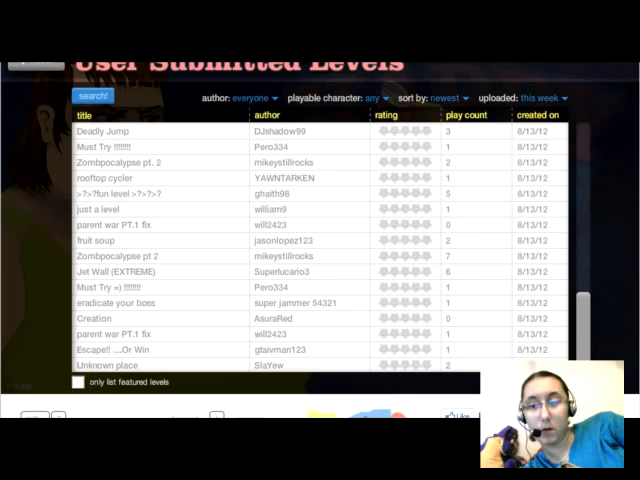 User Submitted Levels
search! author: everyone playable character: any sort by: newest uploaded: this week
title author rating play count created on
Deadly Jump DJshadow99 3 8/13/12
Must Try !!!!!!!! Pero334 1 8/13/12
Zombpocalypse pt. 2 mikeystillrocks 2 8/13/12
rooftop cycler YAWNTARKEN 1 8/13/12
>?>?fun level >?>?>? ghaith98 5 8/13/12
just a level william9 1 8/13/12
parent war PT.1 fix will2423 0 8/13/12
fruit soup jasonlopez123 2 8/13/12
Zombpocalypse pt 2 mikeystillrocks 7 8/13/12
Jet Wall (EXTREME) Superlucario3 6 8/13/12
Must Try =) !!!!!!!! Pero334 1 8/13/12
eradicate your boss super jammer 54321 1 8/13/12
Creation AsuraRed 0 8/13/12
parent war PT.1 fix will2423 1 8/13/12
Escape!! ....Or Win gtaivman123 1 8/13/12
Unknown place SlaYew 2
only list featured levels
Like